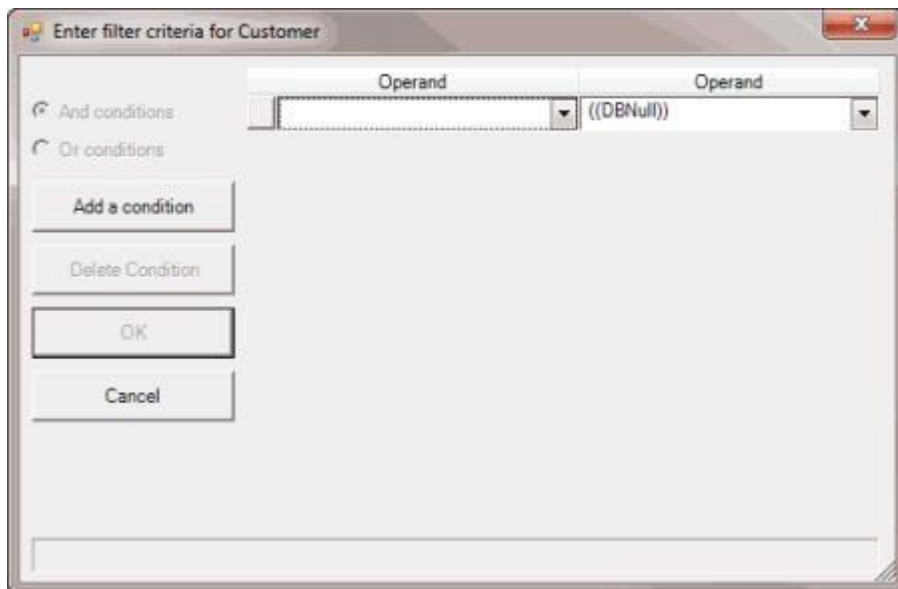 Enter filter criteria for Customer
Operand Operand
And conditions
((DBNull))
Or conditions
Add a condition
Delete Condition
OK
Cancel